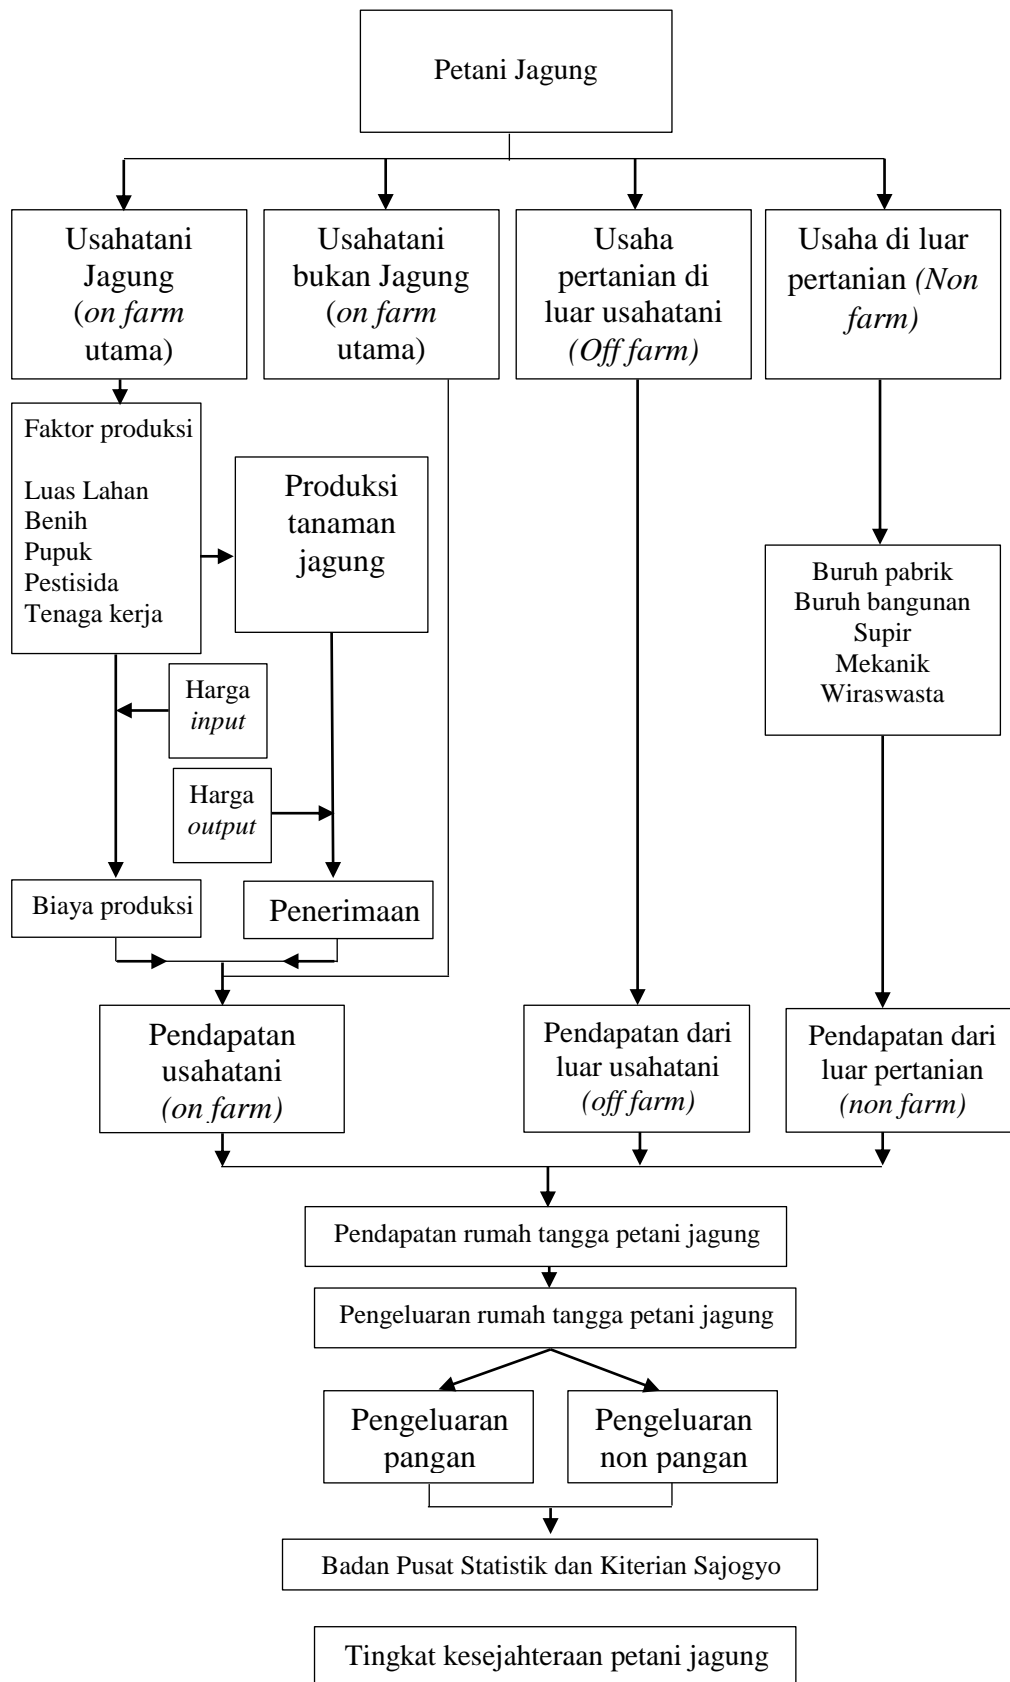 Petani Jagung
Usahatani
Jagung
(on farm
utama)
Usahatani
bukan Jagung
(on farm
utama)
Usaha
pertanian di
luar usahatani
(Off farm)
Usaha di luar
pertanian (Non
farm)
Faktor produksi
Luas Lahan
Benih
Pupuk
Pestisida
Tenaga kerja
Produksi
tanaman
jagung
Buruh pabrik
Buruh bangunan
Supir
Mekanik
Wiraswasta
Harga
input
Harga
output
Biaya produksi
Penerimaan
Pendapatan
usahatani
(on farm)
Pendapatan dari
luar usahatani
(off farm)
Pendapatan dari
luar pertanian
(non farm)
Pendapatan rumah tangga petani jagung
Pengeluaran rumah tangga petani jagung
Pengeluaran
pangan
Pengeluaran
non pangan
Badan Pusat Statistik dan Kiterian Sajogyo
Tingkat kesejahteraan petani jagung